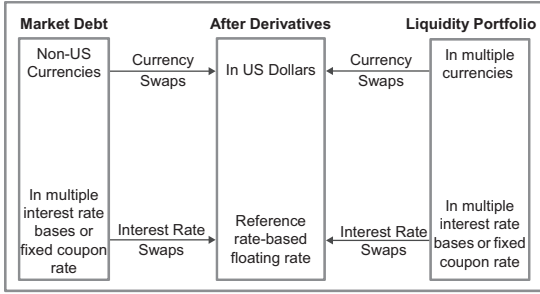 Market Debt
After Derivatives
Liquidity Portfolio
Non-US
Currencies
Currency
Swaps
In US Dollars
Currency
Swaps
In multiple
currencies
In multiple
interest rate
bases or
fixed coupon
rate
Interest Rate
Swaps
Reference
rate-based
floating rate
Interest Rate
Swaps
In multiple
interest rate
bases or fixed
coupon rate